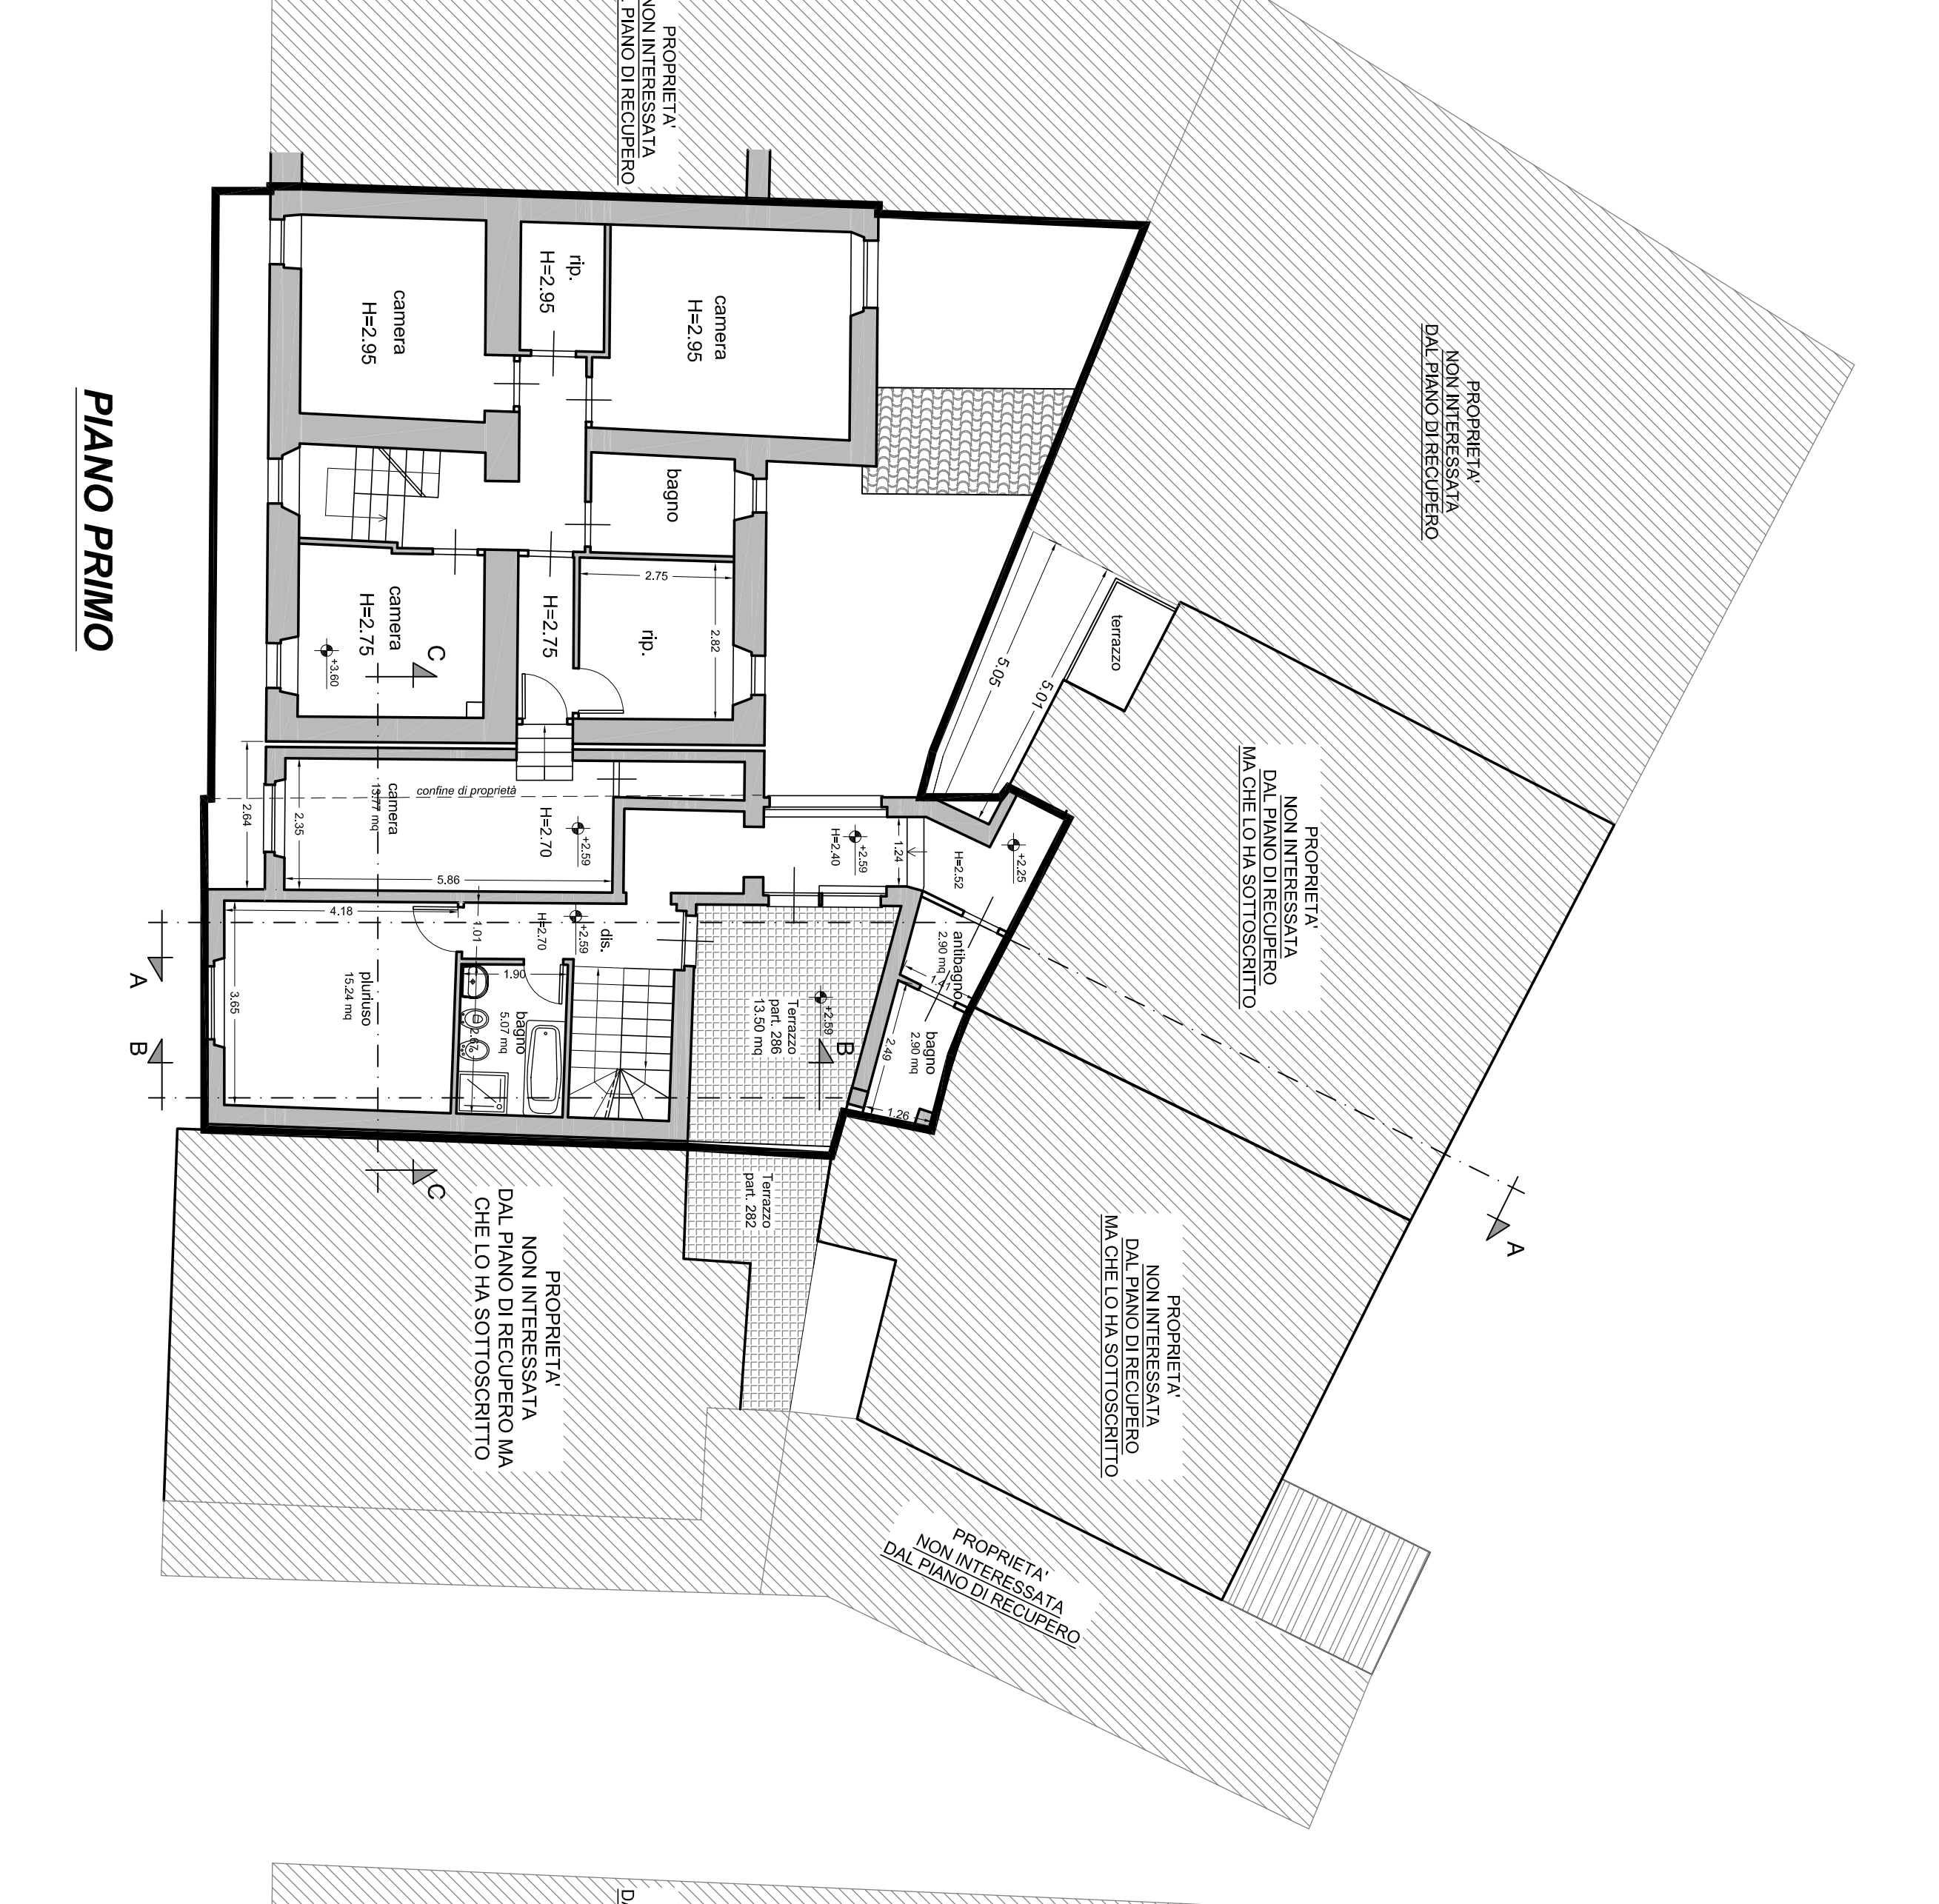 PROPRIETA'
NON INTERESSATA
L PIANO DI RECUPERO
PROPRIETA'
NON INTERESSATA
DAL PIANO DI RECUPERO
PROPRIETA'
NON INTERESSATA
DAL PIANO DI RECUPERO
MA CHE LO HA SOTTOSCRITTO
PROPRIETA'
NON INTERESSATA
DAL PIANO DI RECUPERO
MA CHE LO HA SOTTOSCRITTO
PROPRIETA'
NON INTERESSATA
DAL PIANO DI RECUPERO
PROPRIETA'
NON INTERESSATA
DAL PIANO DI RECUPERO MA
CHE LO HA SOTTOSCRITTO
camera
H=2.95
rip.
H=2.95
camera
H=2.95
bagno
rip.
2.75
2.82
H=2.75
camera
H=2.75
+3.60
C
terrazzo
5.05
5.01
camera
13.77 mq
confine di proprietà
H=2.70
+2.59
2.64
2.35
5.86
H=2.40
+2.59
1.24
H=2.52
+2.25
antibagno
2.90 mq
1.41
bagno
2.90 mq
2.49
1.26
4.18
1.01
H=2.70
+2.59
dis.
pluriuso
15.24 mq
3.65
1.90
bagno
5.07 mq
2.67
Terrazzo
part. 286
13.50 mq
+2.59
B
Terrazzo
part. 282
A
B
C
A
PIANO PRIMO
DA